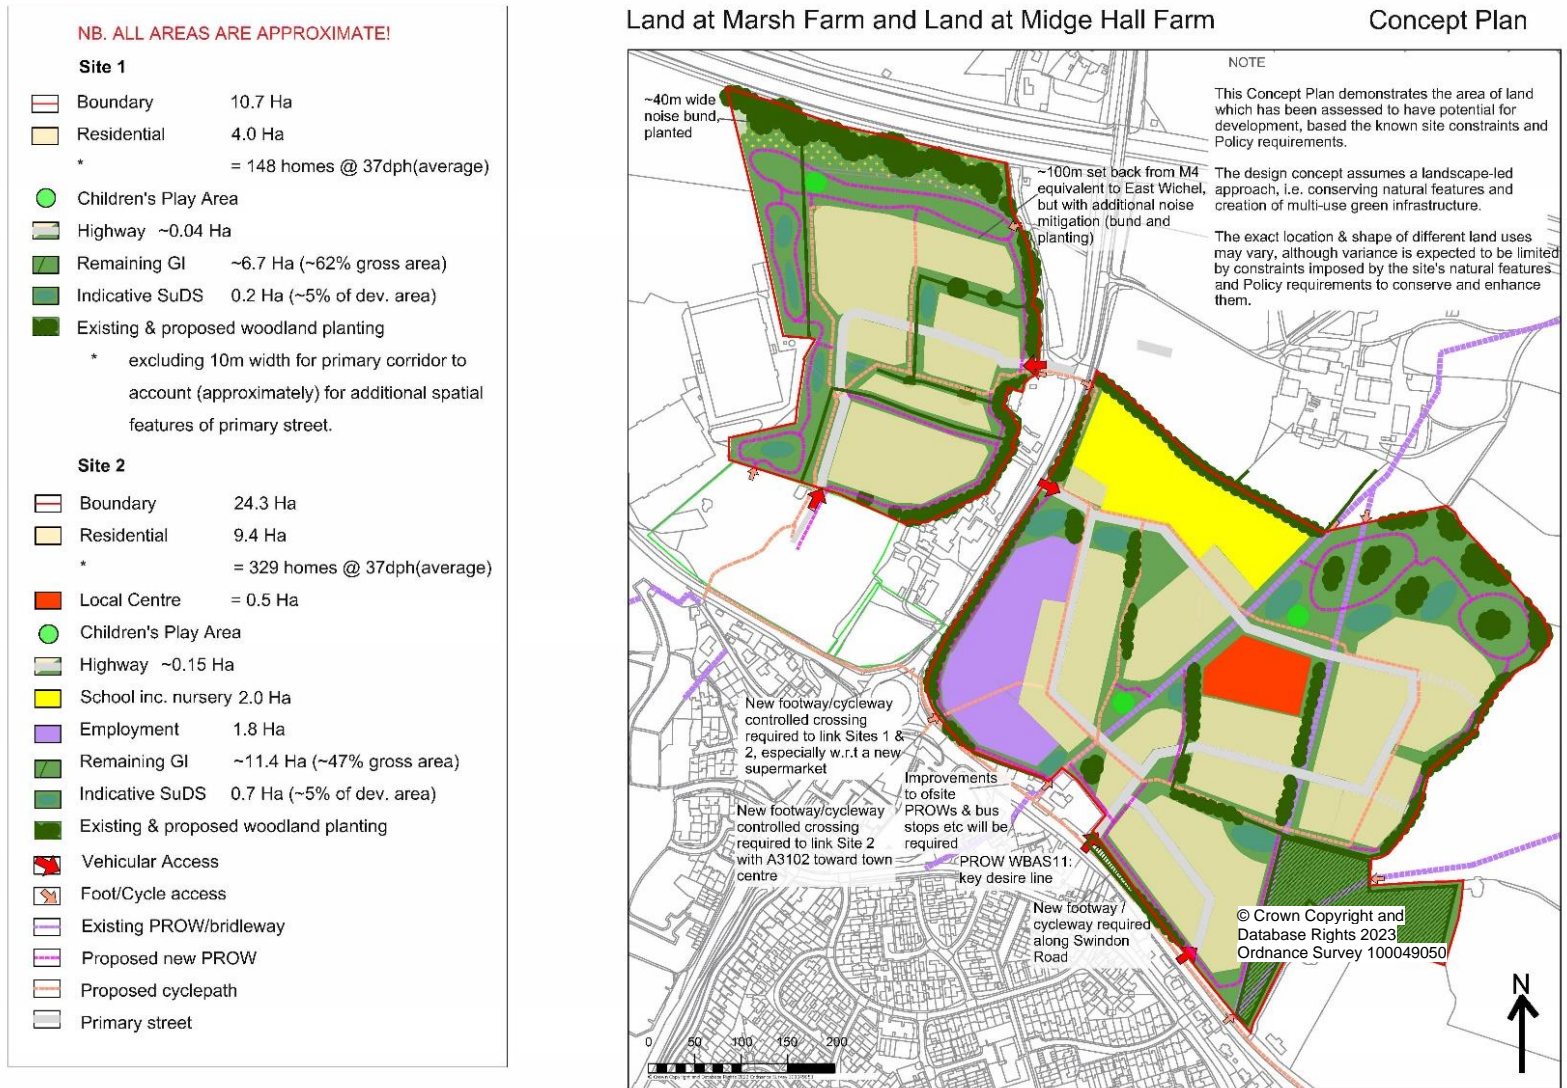 NB. ALL AREAS ARE APPROXIMATE!
Site 1
Boundary 10.7 Ha
Residential 4.0 Ha
* = 148 homes @ 37dph(average)
Children's Play Area
Highway ~0.04 Ha
Remaining GI ~6.7 Ha (~62% gross area)
Indicative SuDS 0.2 Ha (~5% of dev. area)
Existing & proposed woodland planting
* excluding 10m width for primary corridor to
account (approximately) for additional spatial
features of primary street.
Site 2
Boundary 24.3 Ha
Residential 9.4 Ha
* = 329 homes @ 37dph(average)
Local Centre = 0.5 Ha
Children's Play Area
Highway ~0.15 Ha
School inc. nursery 2.0 Ha
Employment 1.8 Ha
Remaining GI ~11.4 Ha (~47% gross area)
Indicative SuDS 0.7 Ha (~5% of dev. area)
Existing & proposed woodland planting
Vehicular Access
Foot/Cycle access
Existing PROW/bridleway
Proposed new PROW
Proposed cyclepath
Primary street
Land at Marsh Farm and Land at Midge Hall Farm Concept Plan
NOTE
This Concept Plan demonstrates the area of land
which has been assessed to have potential for
development, based the known site constraints and
Policy requirements.
The design concept assumes a landscape-led
approach, i.e. conserving natural features and
creation of multi-use green infrastructure.
The exact location & shape of different land uses
may vary, although variance is expected to be limited
by constraints imposed by the site's natural features
and Policy requirements to conserve and enhance
them.
~40m wide
noise bund,
planted
~100m set back from M4
equivalent to East Wichel,
but with additional noise
mitigation (bund and
planting)
New footway/cycleway
controlled crossing
required to link Sites 1 &
2, especially w.r.t a new
supermarket
Improvements
to ofsite
PROWs & bus
stops etc will be
required
New footway/cycleway
controlled crossing
required to link Site 2
with A3102 toward town
centre
PROW WBAS11:
key desire line
New footway /
cycleway required
along Swindon
Road
© Crown Copyright and
Database Rights 2023
Ordnance Survey 100049050
N
0 50 100 150 200